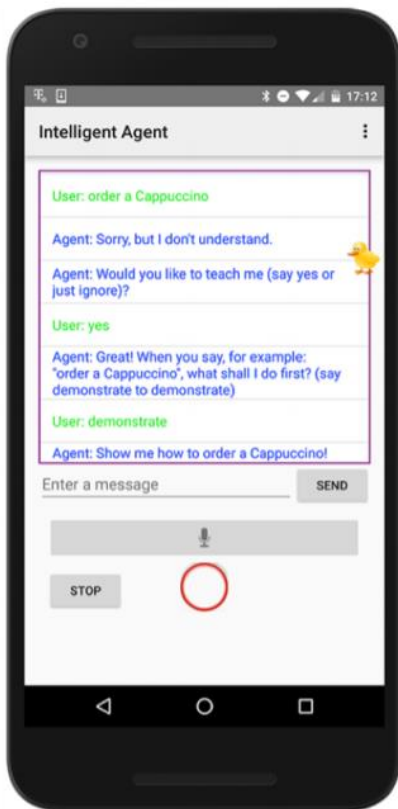 17:12
Intelligent Agent
User: order a Cappuccino
Agent: Sorry, but I don't understand.
Agent: Would you like to teach me (say yes or
just ignore)?
User: yes
Agent: Great! When you say, for example:
"order a Cappuccino", what shall I do first? (say
demonstrate to demonstrate)
User: demonstrate
Agent: Show me how to order a Cappuccino!
Enter a message
SEND
STOP